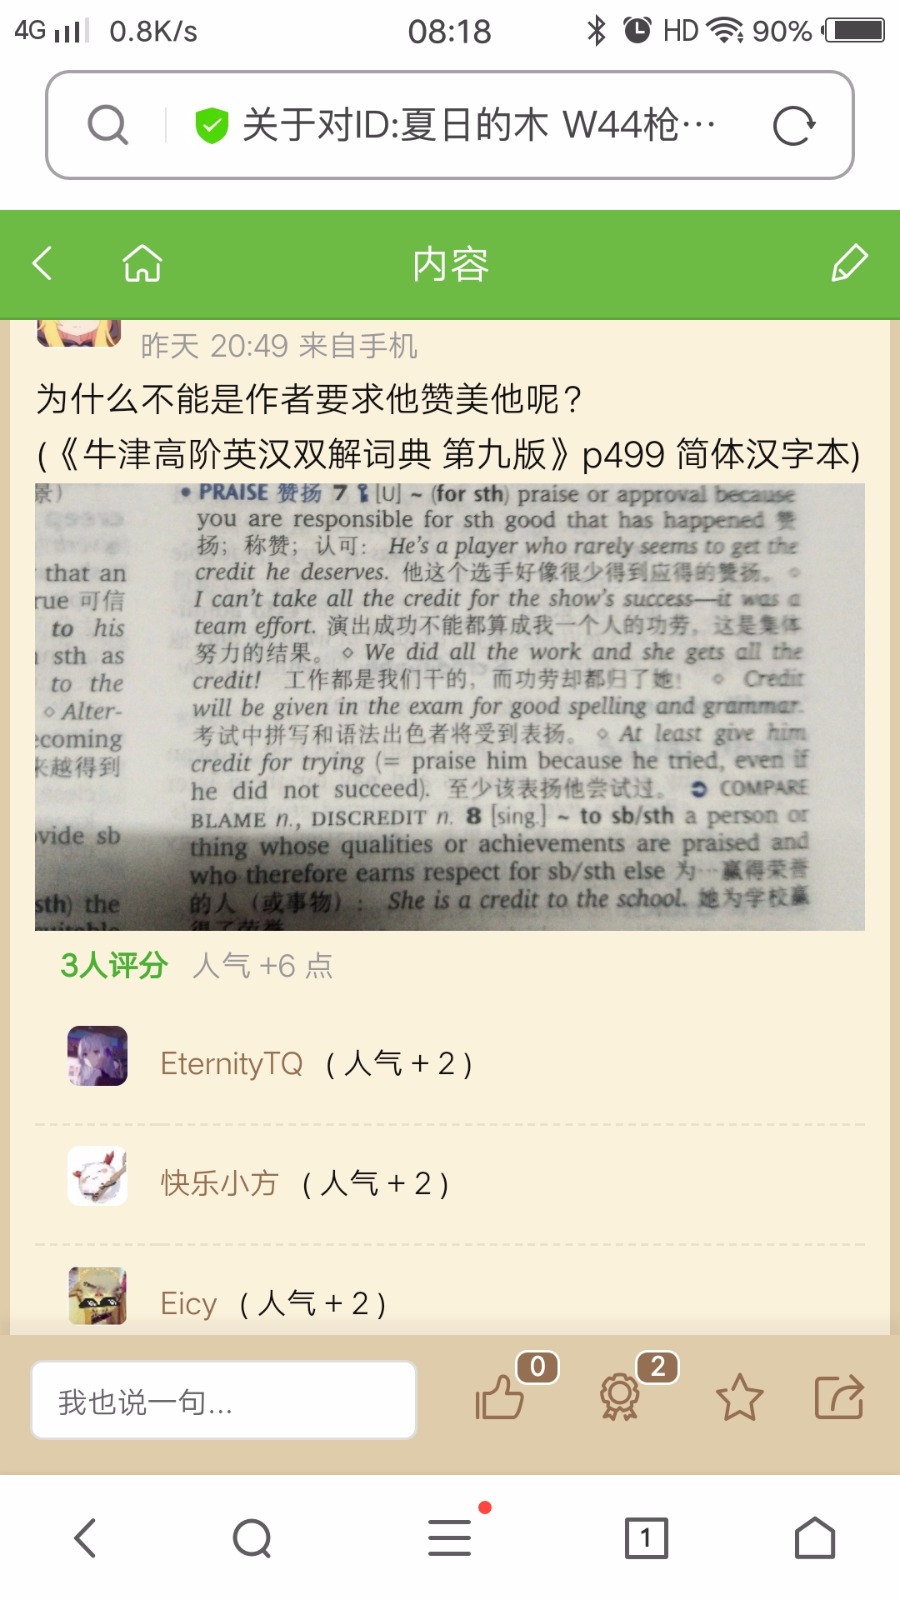 4G 0.8K/s 08:18 HD 90%
关于对ID:夏日的木 W44枪…
内容
昨天 20:49 来自手机
为什么不能是作者要求他赞美他呢？
(《牛津高阶英汉双解词典 第九版》p499 简体汉字本)
景)
that an
rue 可信
to his
sth as
to the
◇ Alter-
ecoming
越得到
vide sb
sth) the
• PRAISE 赞扬 7 [U] ~ (for sth) praise or approval because
you are responsible for sth good that has happened 赞
扬；称赞；认可： He's a player who rarely seems to get the
credit he deserves. 他这个选手好像很少得到应得的赞扬。 ◇
I can't take all the credit for the show's success—it was a
team effort. 演出成功不能都算成我一个人的功劳，这是集体
努力的结果。 ◇ We did all the work and she gets all the
credit! 工作都是我们干的，而功劳却都归了她！ ◇ Credit
will be given in the exam for good spelling and grammar.
考试中拼写和语法出色者将受到表扬。 ◇ At least give him
credit for trying (= praise him because he tried, even if
he did not succeed). 至少该表扬他尝试过。 ➲ COMPARE
BLAME n., DISCREDIT n. 8 [sing.] ~ to sb/sth a person or
thing whose qualities or achievements are praised and
who therefore earns respect for sb/sth else 为…赢得荣誉
的人（或事物）： She is a credit to the school. 她为学校赢
得了荣誉
3人评分 人气 +6 点
EternityTQ ( 人气 + 2 )
快乐小方 ( 人气 + 2 )
Eicy ( 人气 + 2 )
我也说一句... 0 2
1